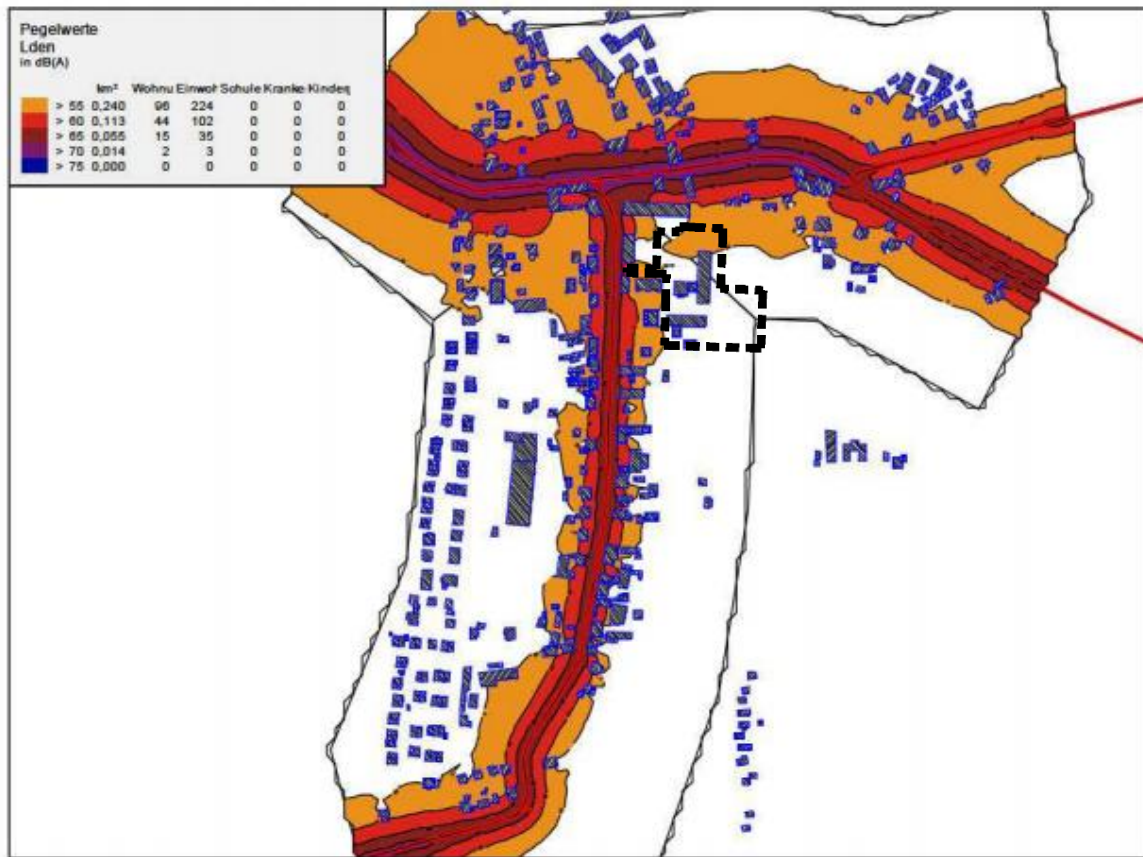 Pegelwerte
Lden
in dB(A)
km² Wohnu Einwoh Schule Kranke Kinderg
> 55 0,240 96 224 0 0 0
> 60 0,113 44 102 0 0 0
> 65 0,055 15 35 0 0 0
> 70 0,014 2 3 0 0 0
> 75 0,000 0 0 0 0 0